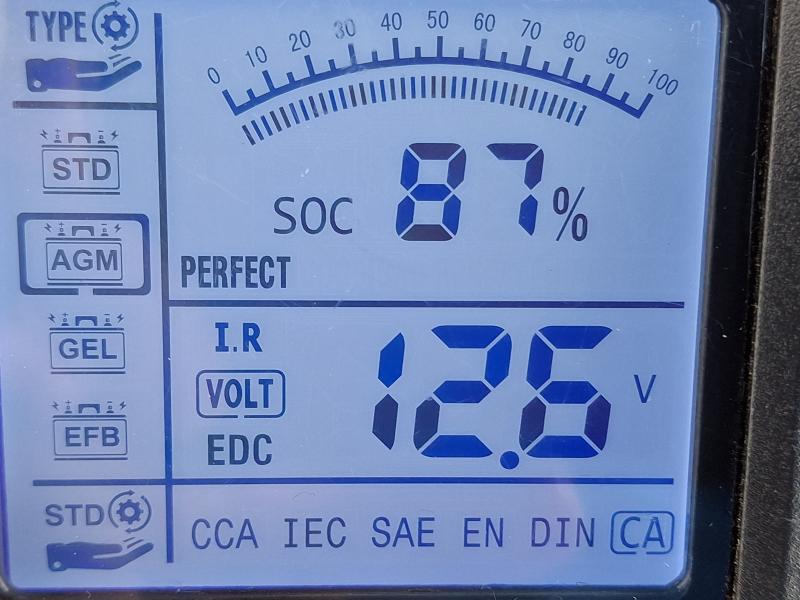 TYPE
0 10 20 30 40 50 60 70 80 90 100
STD
AGM
GEL
EFB
SOC 87%
PERFECT
I.R
VOLT
EDC
12.6 V
STD
CCA IEC SAE EN DIN CA